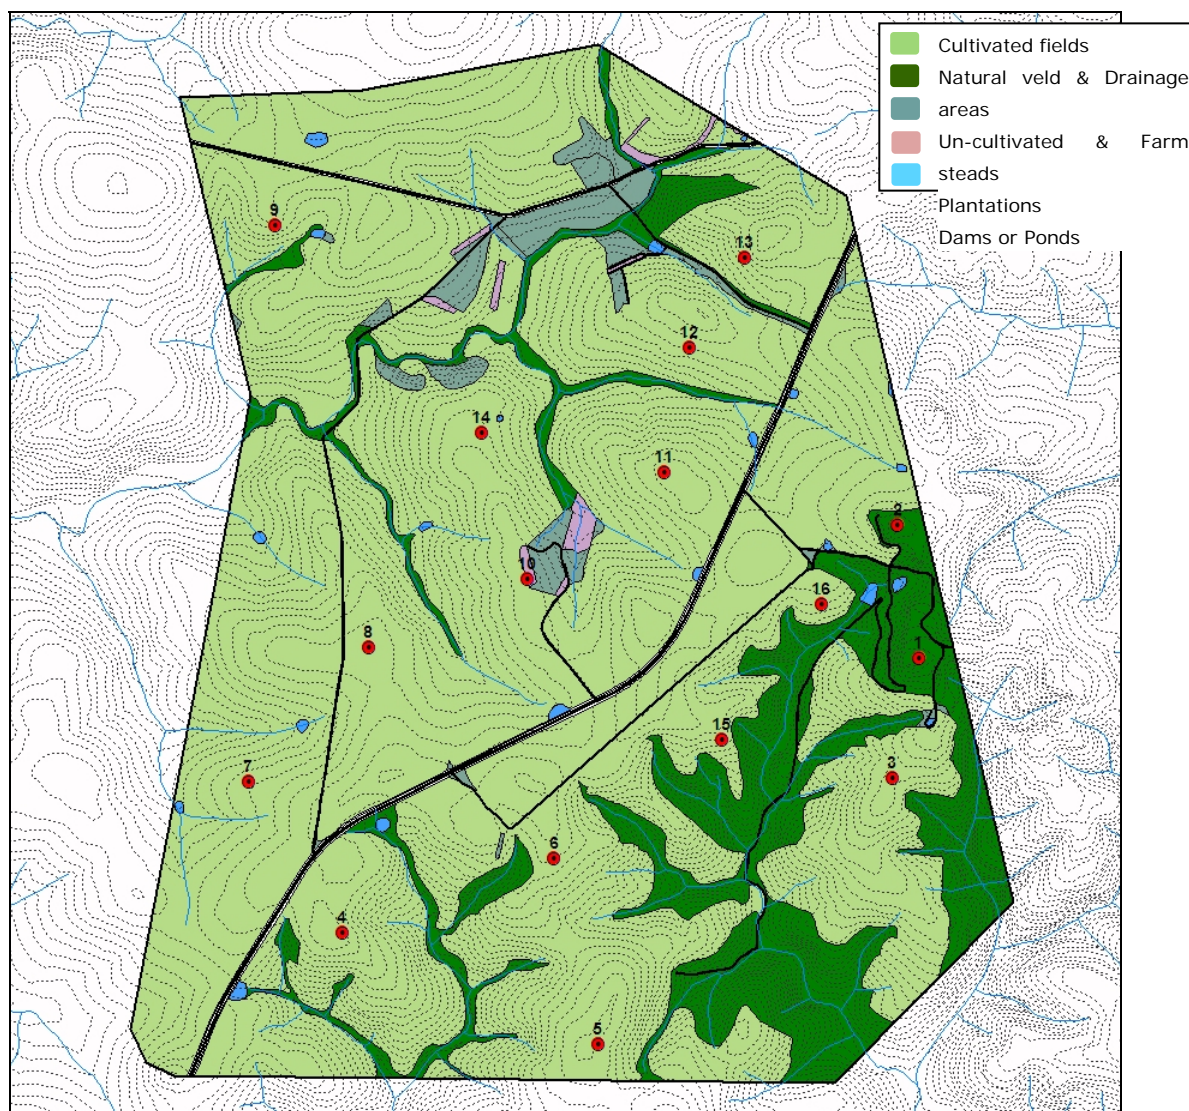 Cultivated fields
Natural veld & Drainage
areas
Un-cultivated & Farm
steads
Plantations
Dams or Ponds
9
13
12
14
11
2
10
16
8
1
15
3
7
6
4
5